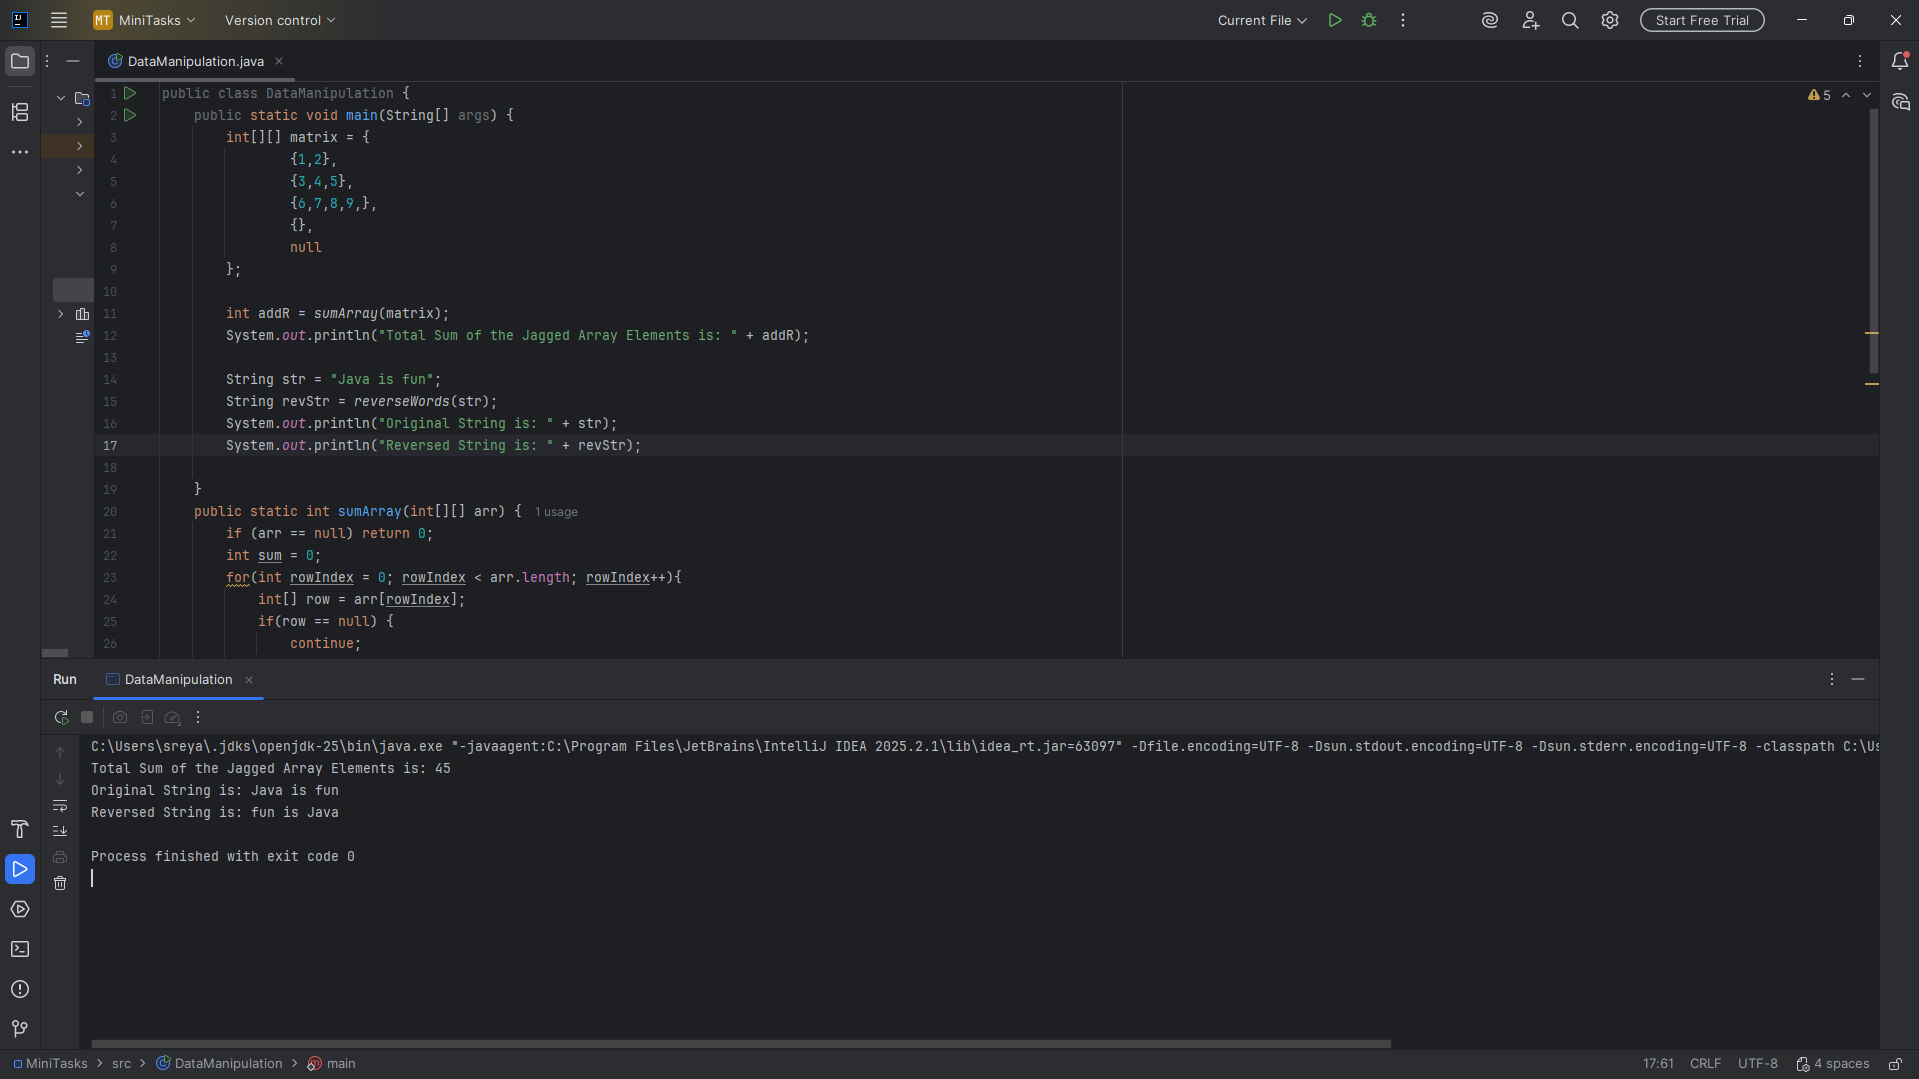 MT MiniTasks Version control Current File Start Free Trial
DataManipulation.java
1 public class DataManipulation {
2 public static void main(String[] args) {
3 int[][] matrix = {
4 {1,2},
5 {3,4,5},
6 {6,7,8,9,},
7 {},
8 null
9 };
10
11 int addR = sumArray(matrix);
12 System.out.println("Total Sum of the Jagged Array Elements is: " + addR);
13
14 String str = "Java is fun";
15 String revStr = reverseWords(str);
16 System.out.println("Original String is: " + str);
17 System.out.println("Reversed String is: " + revStr);
18
19 }
20 public static int sumArray(int[][] arr) { 1 usage
21 if (arr == null) return 0;
22 int sum = 0;
23 for(int rowIndex = 0; rowIndex < arr.length; rowIndex++){
24 int[] row = arr[rowIndex];
25 if(row == null) {
26 continue;
5
Run DataManipulation
C:\Users\sreya\.jdks\openjdk-25\bin\java.exe "-javaagent:C:\Program Files\JetBrains\IntelliJ IDEA 2025.2.1\lib\idea_rt.jar=63097" -Dfile.encoding=UTF-8 -Dsun.stdout.encoding=UTF-8 -Dsun.stderr.encoding=UTF-8 -classpath C:\Us
Total Sum of the Jagged Array Elements is: 45
Original String is: Java is fun
Reversed String is: fun is Java
Process finished with exit code 0
MiniTasks > src > DataManipulation > main 17:61 CRLF UTF-8 4 spaces